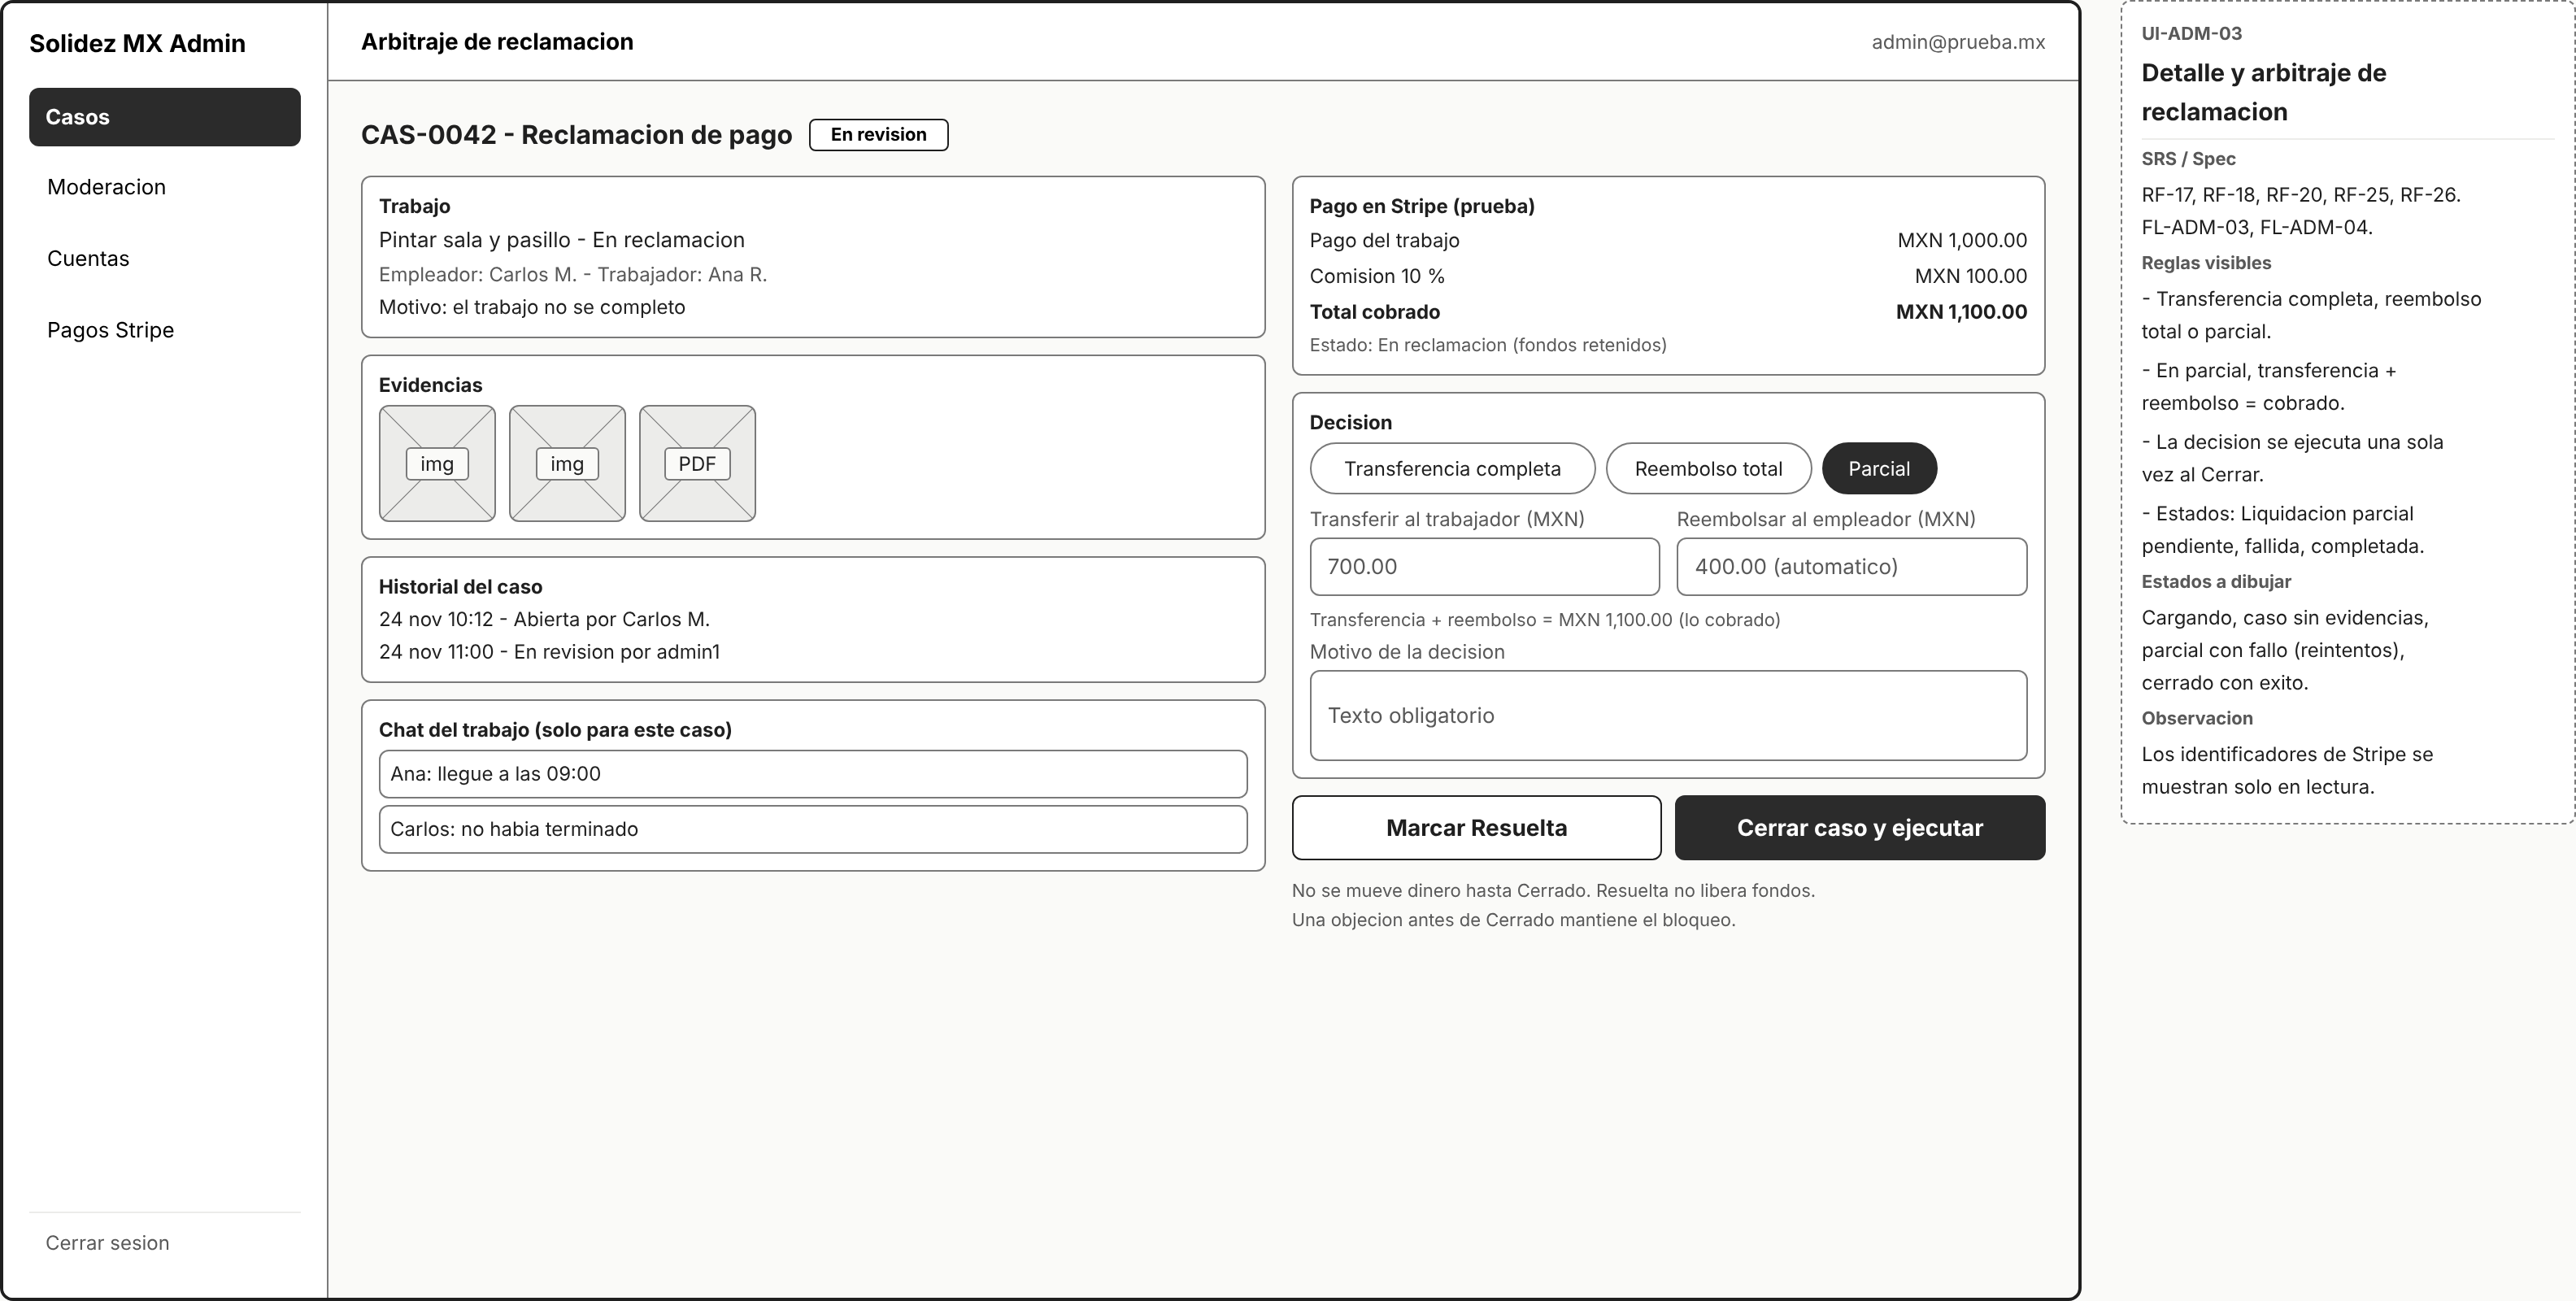 Solidez MX Admin
Casos
Moderacion
Cuentas
Pagos Stripe
Cerrar sesion
Arbitraje de reclamacion
admin@prueba.mx
CAS-0042 - Reclamacion de pago
En revision
Trabajo
Pintar sala y pasillo - En reclamacion
Empleador: Carlos M. - Trabajador: Ana R.
Motivo: el trabajo no se completo
Evidencias
img
img
PDF
Historial del caso
24 nov 10:12 - Abierta por Carlos M.
24 nov 11:00 - En revision por admin1
Chat del trabajo (solo para este caso)
Ana: llegue a las 09:00
Carlos: no habia terminado
Pago en Stripe (prueba)
Pago del trabajo MXN 1,000.00
Comision 10 % MXN 100.00
Total cobrado MXN 1,100.00
Estado: En reclamacion (fondos retenidos)
Decision
Transferencia completa
Reembolso total
Parcial
Transferir al trabajador (MXN)
700.00
Reembolsar al empleador (MXN)
400.00 (automatico)
Transferencia + reembolso = MXN 1,100.00 (lo cobrado)
Motivo de la decision
Texto obligatorio
Marcar Resuelta
Cerrar caso y ejecutar
No se mueve dinero hasta Cerrado. Resuelta no libera fondos.
Una objecion antes de Cerrado mantiene el bloqueo.
UI-ADM-03
Detalle y arbitraje de
reclamacion
SRS / Spec
RF-17, RF-18, RF-20, RF-25, RF-26.
FL-ADM-03, FL-ADM-04.
Reglas visibles
- Transferencia completa, reembolso
total o parcial.
- En parcial, transferencia +
reembolso = cobrado.
- La decision se ejecuta una sola
vez al Cerrar.
- Estados: Liquidacion parcial
pendiente, fallida, completada.
Estados a dibujar
Cargando, caso sin evidencias,
parcial con fallo (reintentos),
cerrado con exito.
Observacion
Los identificadores de Stripe se
muestran solo en lectura.